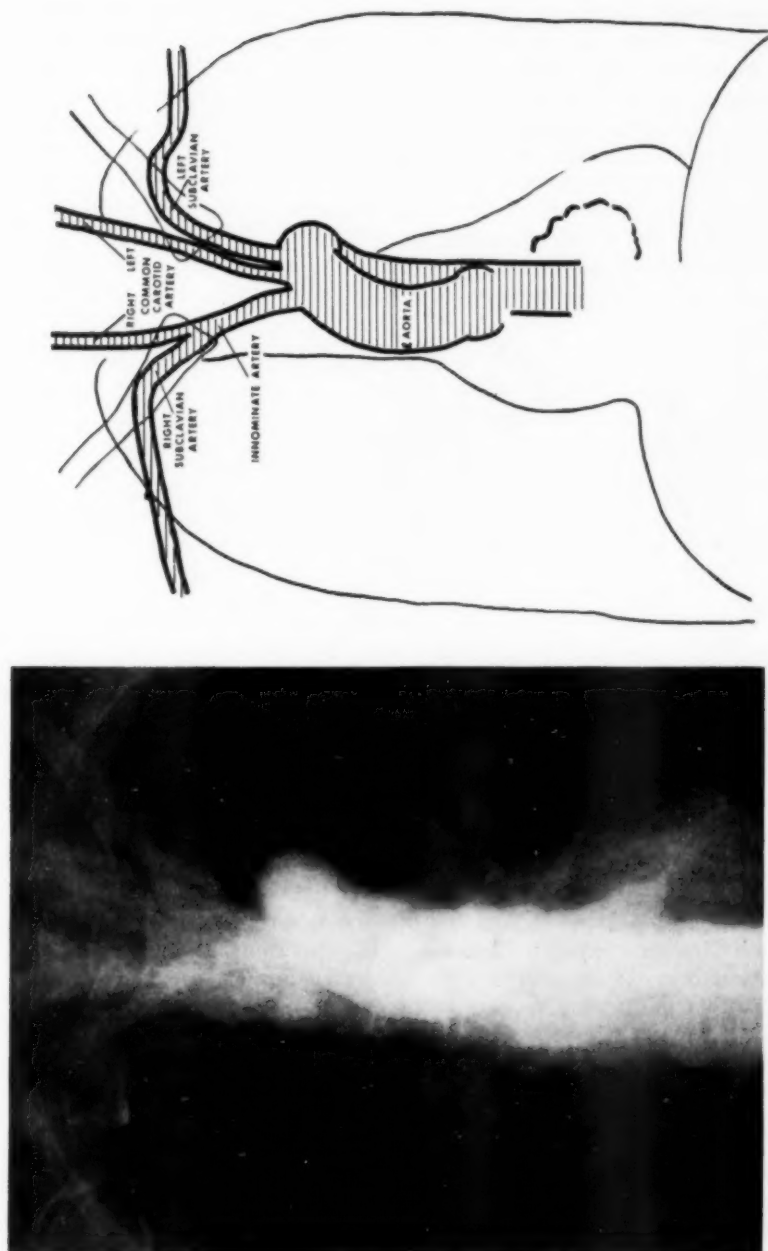 RIGHT
LEFT
COMMON
CAROTID
ARTERY
LEFT
SUBCLAVIAN
ARTERY
RIGHT
SUBCLAVIAN
ARTERY
INNOMINATE ARTERY
AORTA